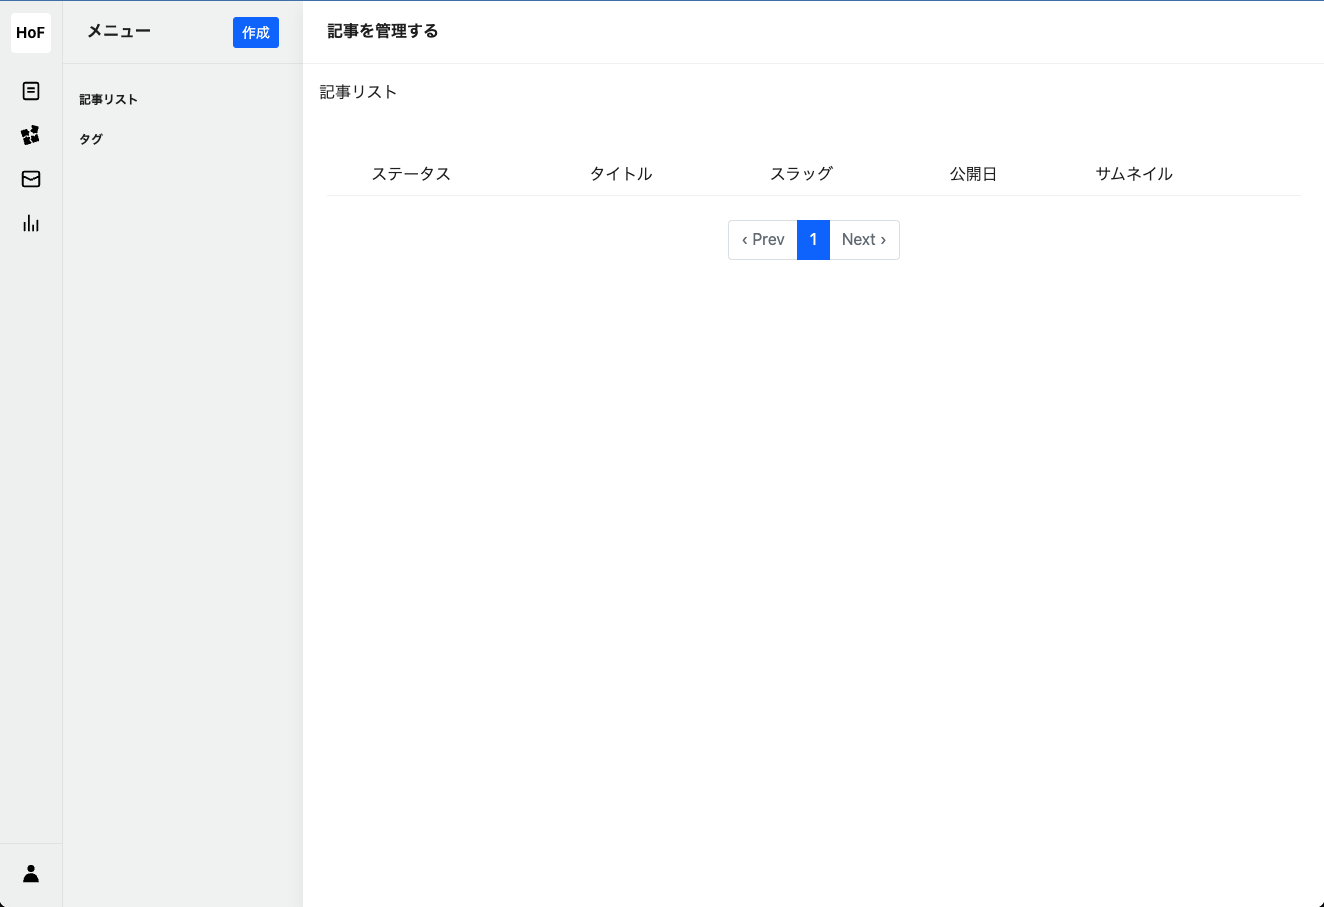 HoF
メニュー
作成
記事リスト
タグ
記事を管理する
記事リスト
ステータス タイトル スラッグ 公開日 サムネイル
‹ Prev 1 Next ›